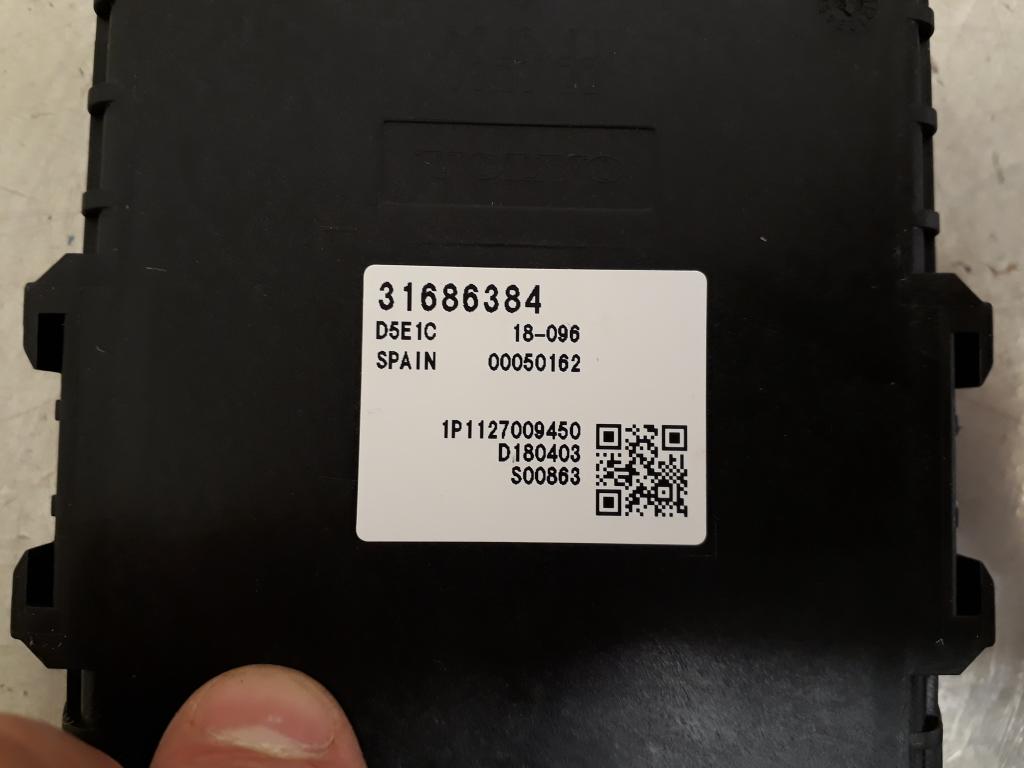 31686384
D5E1C 18-096
SPAIN 00050162
1P1127009450
D180403
S00863